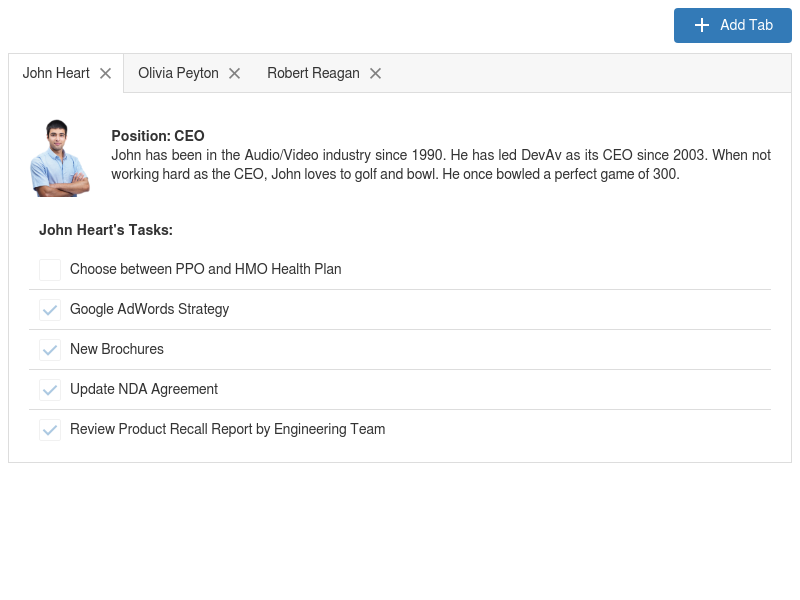 Add Tab
John Heart
Olivia Peyton
Robert Reagan
Position: CEO
John has been in the Audio/Video industry since 1990. He has led DevAv as its CEO since 2003. When not
working hard as the CEO, John loves to golf and bowl. He once bowled a perfect game of 300.
John Heart's Tasks:
Choose between PPO and HMO Health Plan
Google AdWords Strategy
New Brochures
Update NDA Agreement
Review Product Recall Report by Engineering Team